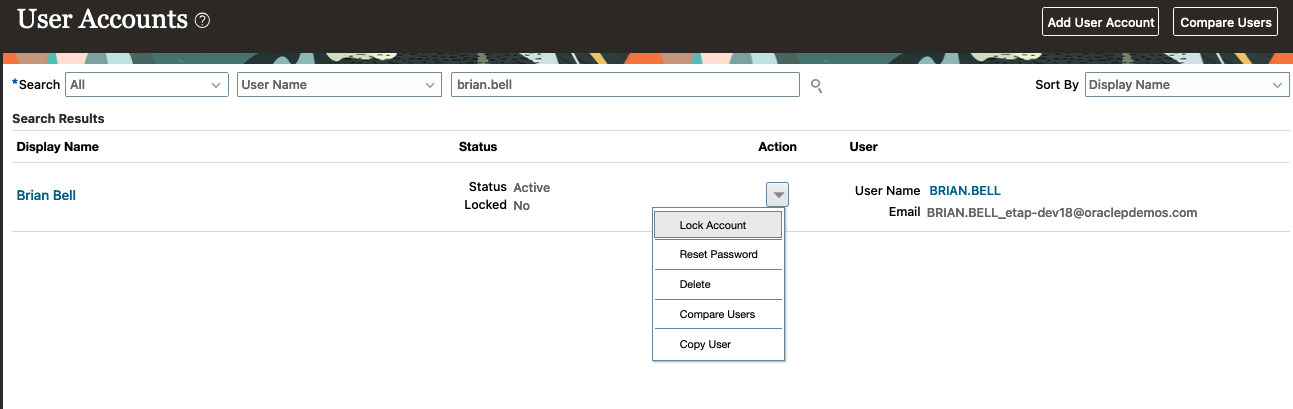 User Accounts ?
Add User Account
Compare Users
*Search All User Name brian.bell
Sort By Display Name
Search Results
Display Name Status Action User
Brian Bell
Status Active
Locked No
User Name BRIAN.BELL
Email BRIAN.BELL_etap-dev18@oraclepdemos.com
Lock Account
Reset Password
Delete
Compare Users
Copy User